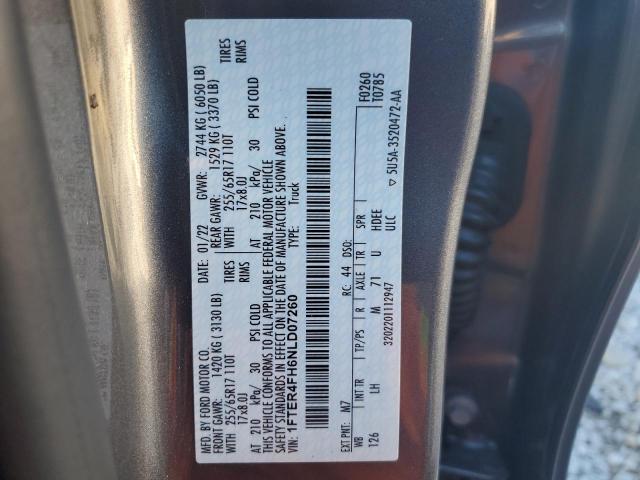 MFD. BY FORD MOTOR CO.
DATE: 01/22 GVWR: 2744 KG ( 6050 LB)
FRONT GAWR: 1420 KG ( 3130 LB) REAR GAWR: 1529 KG ( 3370 LB)
WITH 255/65R17 110T TIRES WITH 255/65R17 110T TIRES
17x8.0J RIMS 17x8.0J RIMS
AT 210 kPa/ 30 PSI COLD AT 210 kPa/ 30 PSI COLD
THIS VEHICLE CONFORMS TO ALL APPLICABLE FEDERAL MOTOR VEHICLE
SAFETY STANDARDS IN EFFECT ON THE DATE OF MANUFACTURE SHOWN ABOVE.
VIN: 1FTER4FH6NLD07260 TYPE: Truck
F0260
T0785
EXT PNT: M7 RC: 44 DSO:
WB INT TR TP/PS R AXLE TR SPR
126 LH M 71 U HDEE
ULC
3202201112947 5U5A-3520472-AA